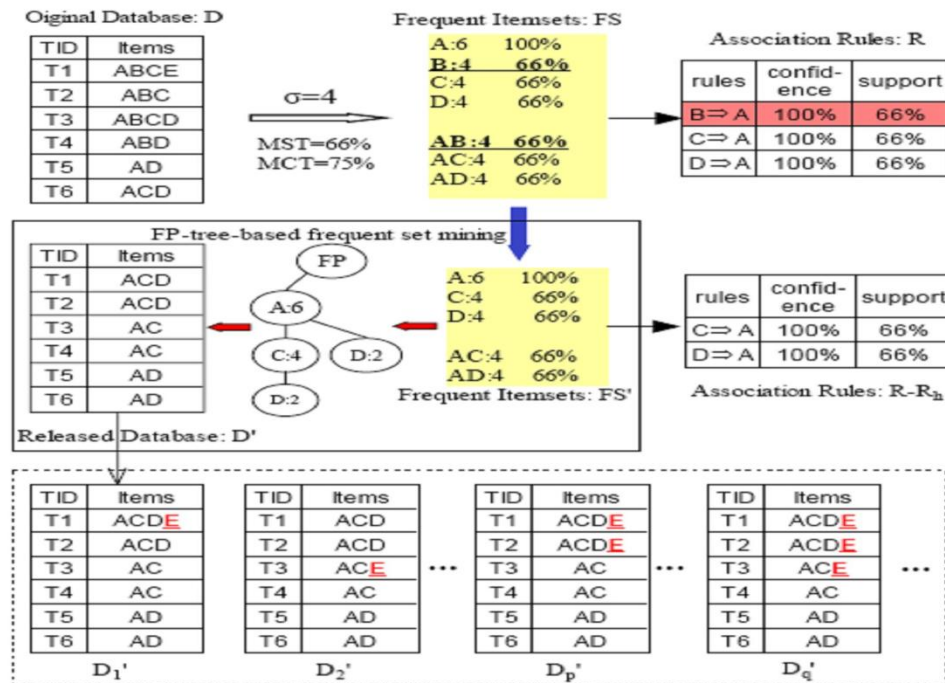 Oiginal Database: D
TID Items
T1 ABCE
T2 ABC
T3 ABCD
T4 ABD
T5 AD
T6 ACD
σ=4
MST=66%
MCT=75%
Frequent Itemsets: FS
A:6 100%
B:4 66%
C:4 66%
D:4 66%
AB:4 66%
AC:4 66%
AD:4 66%
Association Rules: R
rules confid-ence support
B⇒A 100% 66%
C⇒A 100% 66%
D⇒A 100% 66%
FP-tree-based frequent set mining
TID Items
T1 ACD
T2 ACD
T3 AC
T4 AC
T5 AD
T6 AD
Released Database: D'
FP
A:6
C:4 D:2
D:2
A:6 100%
C:4 66%
D:4 66%
AC:4 66%
AD:4 66%
Frequent Itemsets: FS'
rules confid-ence support
C⇒A 100% 66%
D⇒A 100% 66%
Association Rules: R-Rh
TID Items
T1 ACDE
T2 ACD
T3 AC
T4 AC
T5 AD
T6 AD
D1'
TID Items
T1 ACD
T2 ACD
T3 ACE
T4 AC
T5 AD
T6 AD
D2'
...
TID Items
T1 ACDE
T2 ACDE
T3 AC
T4 AC
T5 AD
T6 AD
Dp'
...
TID Items
T1 ACDE
T2 ACDE
T3 ACE
T4 AC
T5 AD
T6 AD
Dq'
...